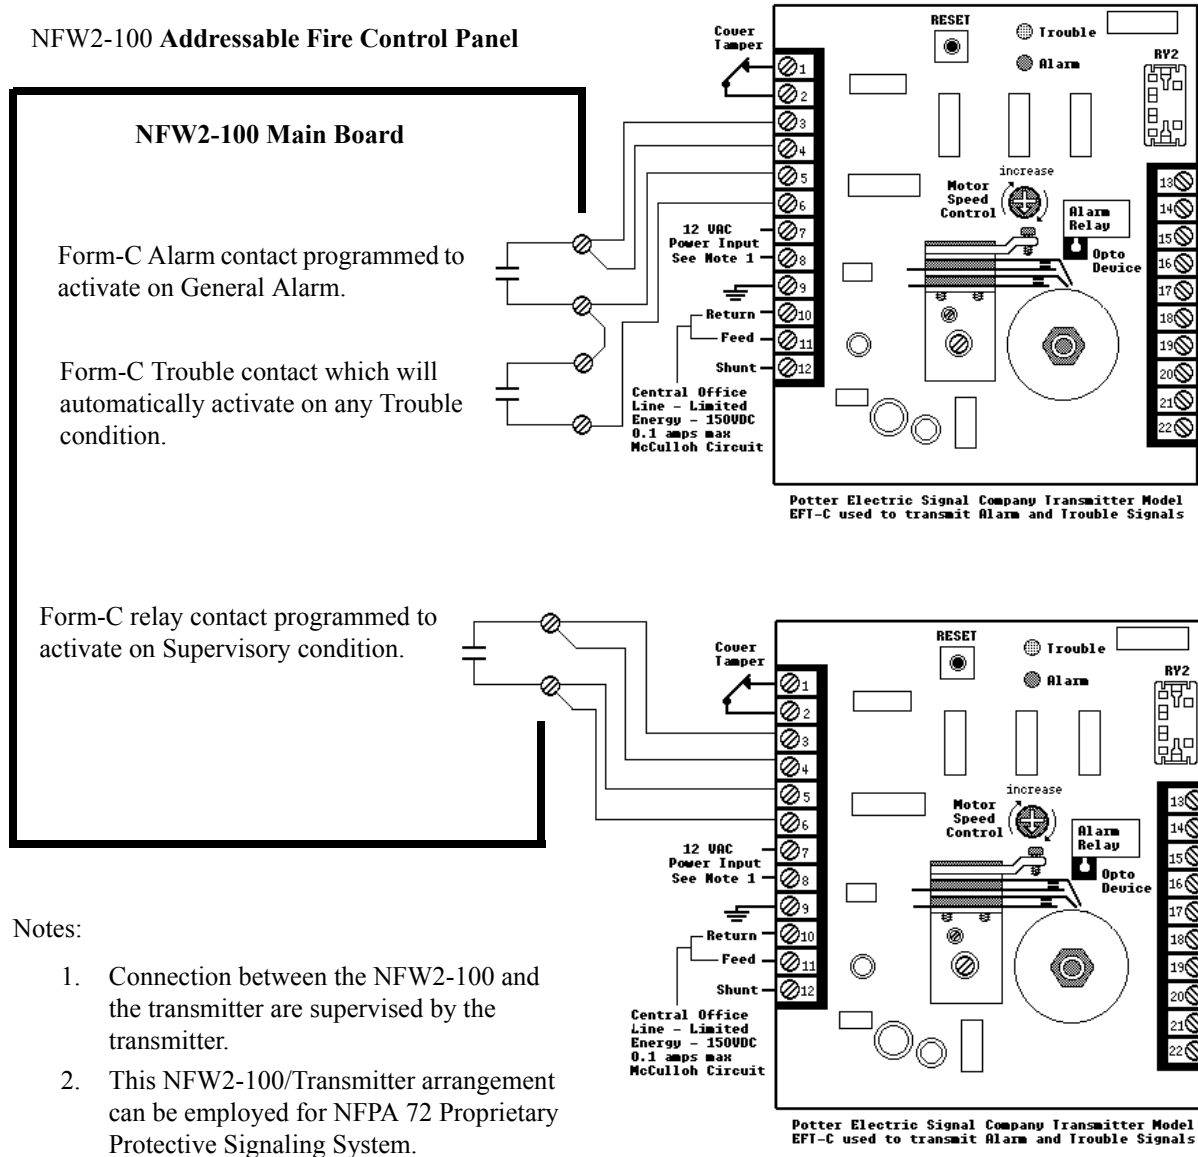 NFW2-100 Addressable Fire Control Panel
NFW2-100 Main Board
Form-C Alarm contact programmed to
activate on General Alarm.
Form-C Trouble contact which will
automatically activate on any Trouble
condition.
Cover
Tamper
1
2
3
4
5
6
12 VAC
Power Input
See Note 1
7
8
9
Return
10
Feed
11
Shunt
12
Central Office
Line - Limited
Energy - 150VDC
0.1 amps max
McCulloh Circuit
RESET
Trouble
Alarm
RY2
increase
Motor
Speed
Control
Alarm
Relay
Opto
Device
13
14
15
16
17
18
19
20
21
22
Potter Electric Signal Company Transmitter Model
EFT-C used to transmit Alarm and Trouble Signals
Form-C relay contact programmed to
activate on Supervisory condition.
Cover
Tamper
1
2
3
4
5
6
12 VAC
Power Input
See Note 1
7
8
9
Return
10
Feed
11
Shunt
12
Central Office
Line - Limited
Energy - 150VDC
0.1 amps max
McCulloh Circuit
RESET
Trouble
Alarm
RY2
increase
Motor
Speed
Control
Alarm
Relay
Opto
Device
13
14
15
16
17
18
19
20
21
22
Potter Electric Signal Company Transmitter Model
EFT-C used to transmit Alarm and Trouble Signals
Notes:
1. Connection between the NFW2-100 and
the transmitter are supervised by the
transmitter.
2. This NFW2-100/Transmitter arrangement
can be employed for NFPA 72 Proprietary
Protective Signaling System.